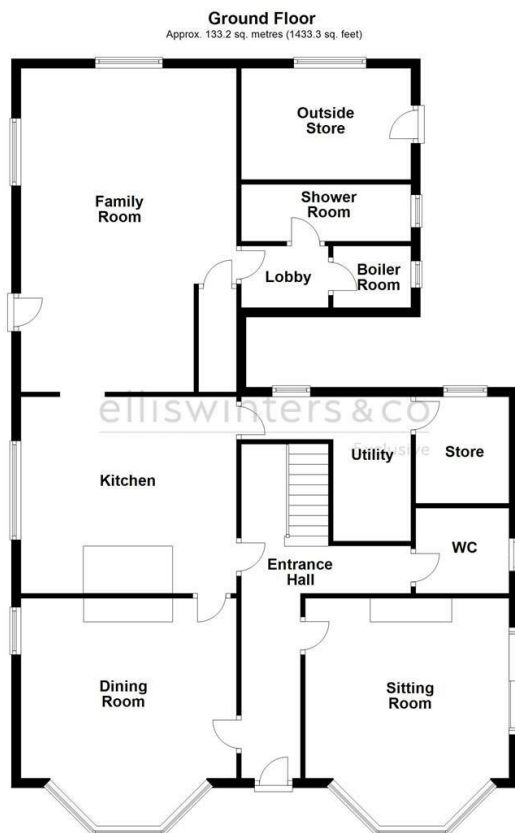 Ground Floor
Approx. 133.2 sq. metres (1433.3 sq. feet)
Outside
Store
Shower
Room
Family
Room
Lobby
Boiler
Room
elliswinters & co
Exclusive
Kitchen
Utility
Store
WC
Entrance
Hall
Dining
Room
Sitting
Room